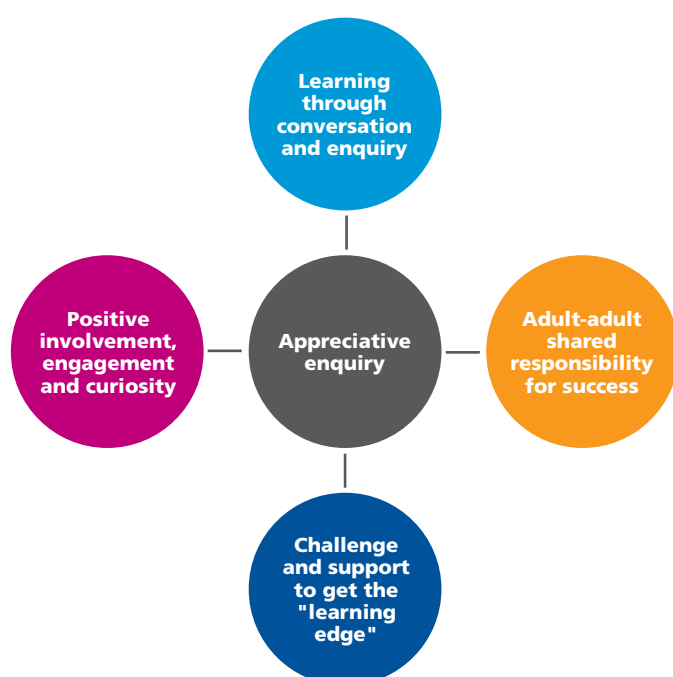 Learning
through
conversation
and enquiry
Positive
involvement,
engagement
and curiosity
Appreciative
enquiry
Adult-adult
shared
responsibility
for success
Challenge
and support
to get the
"learning
edge"